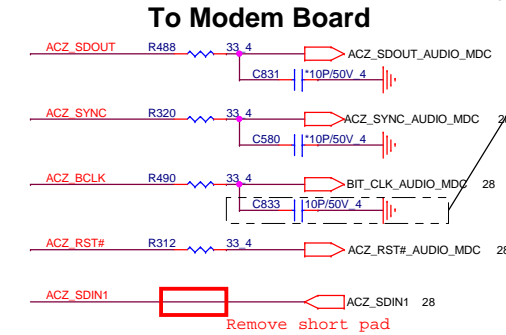 To Modem Board
ACZ_SDOUT R488 33_4 ACZ_SDOUT_AUDIO_MDC
C831 *10P/50V_4
ACZ_SYNC R320 33_4 ACZ_SYNC_AUDIO_MDC
C580 *10P/50V_4
ACZ_BCLK R490 33_4 BIT_CLK_AUDIO_MDC 28
C833 10P/50V_4
ACZ_RST# R312 33_4 ACZ_RST#_AUDIO_MDC 28
ACZ_SDIN1 ACZ_SDIN1 28
Remove short pad